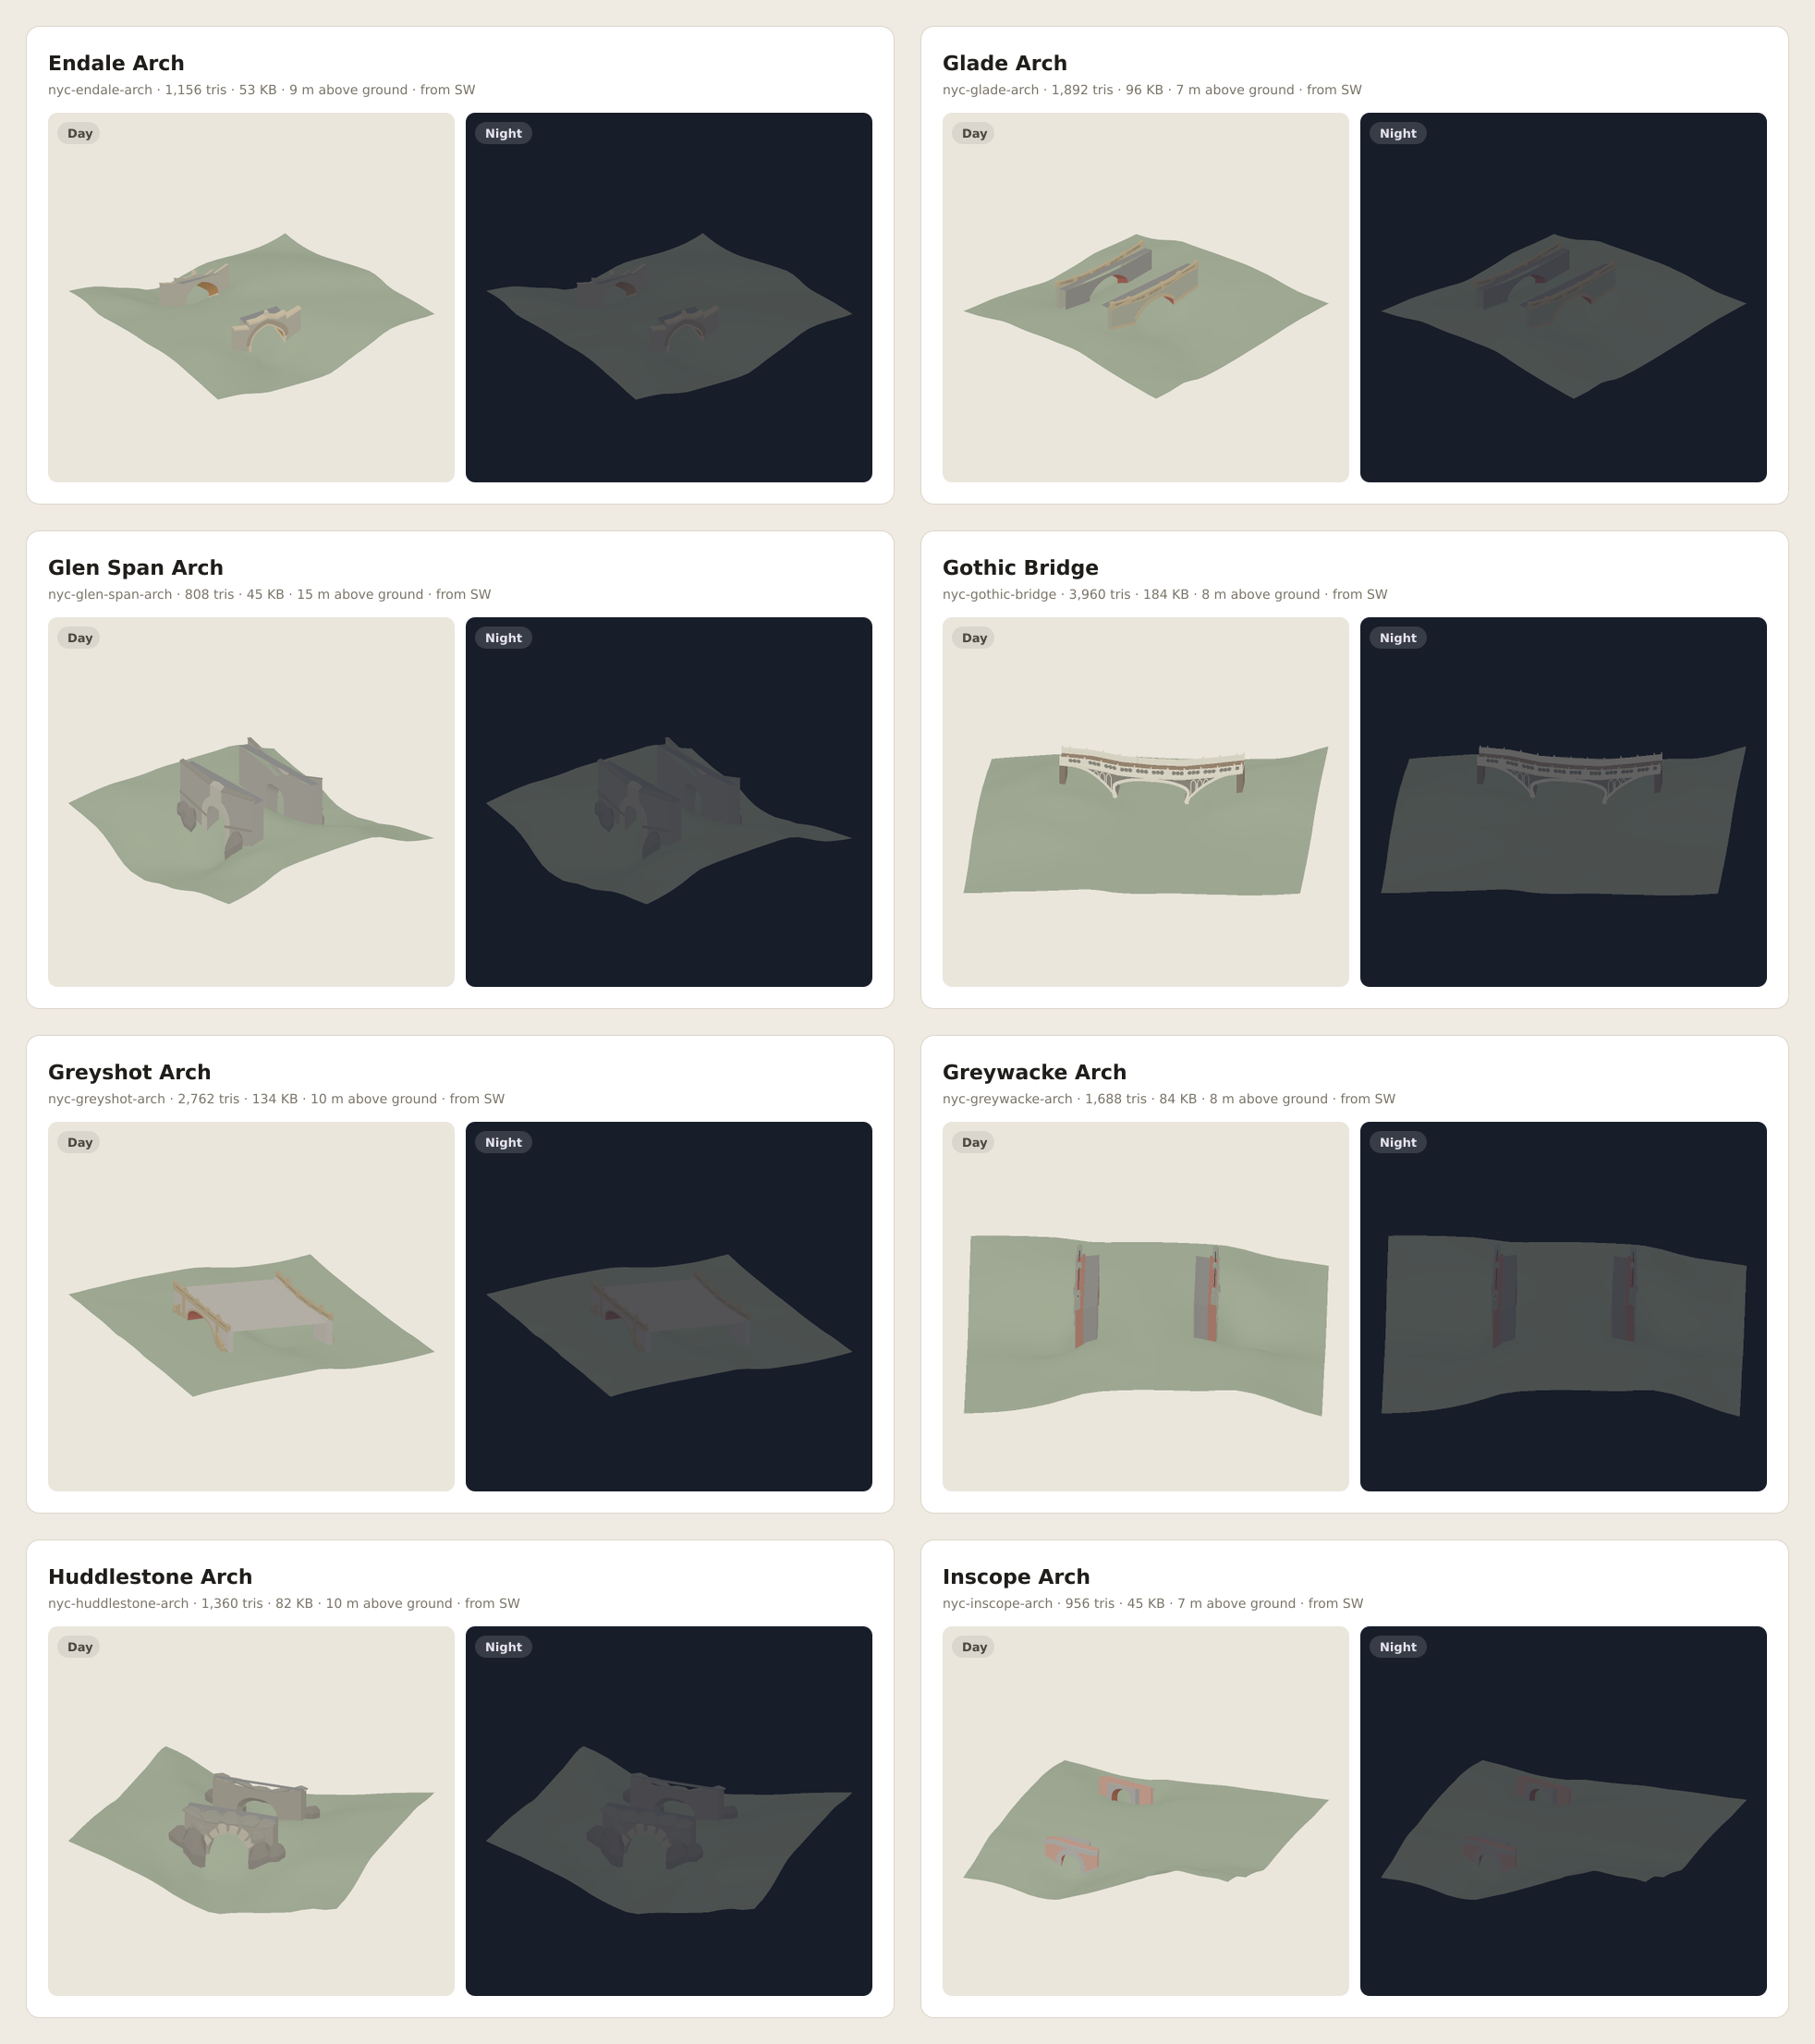 Endale Arch
nyc-endale-arch · 1,156 tris · 53 KB · 9 m above ground · from SW
Day
Night
Glade Arch
nyc-glade-arch · 1,892 tris · 96 KB · 7 m above ground · from SW
Day
Night
Glen Span Arch
nyc-glen-span-arch · 808 tris · 45 KB · 15 m above ground · from SW
Day
Night
Gothic Bridge
nyc-gothic-bridge · 3,960 tris · 184 KB · 8 m above ground · from SW
Day
Night
Greyshot Arch
nyc-greyshot-arch · 2,762 tris · 134 KB · 10 m above ground · from SW
Day
Night
Greywacke Arch
nyc-greywacke-arch · 1,688 tris · 84 KB · 8 m above ground · from SW
Day
Night
Huddlestone Arch
nyc-huddlestone-arch · 1,360 tris · 82 KB · 10 m above ground · from SW
Day
Night
Inscope Arch
nyc-inscope-arch · 956 tris · 45 KB · 7 m above ground · from SW
Day
Night